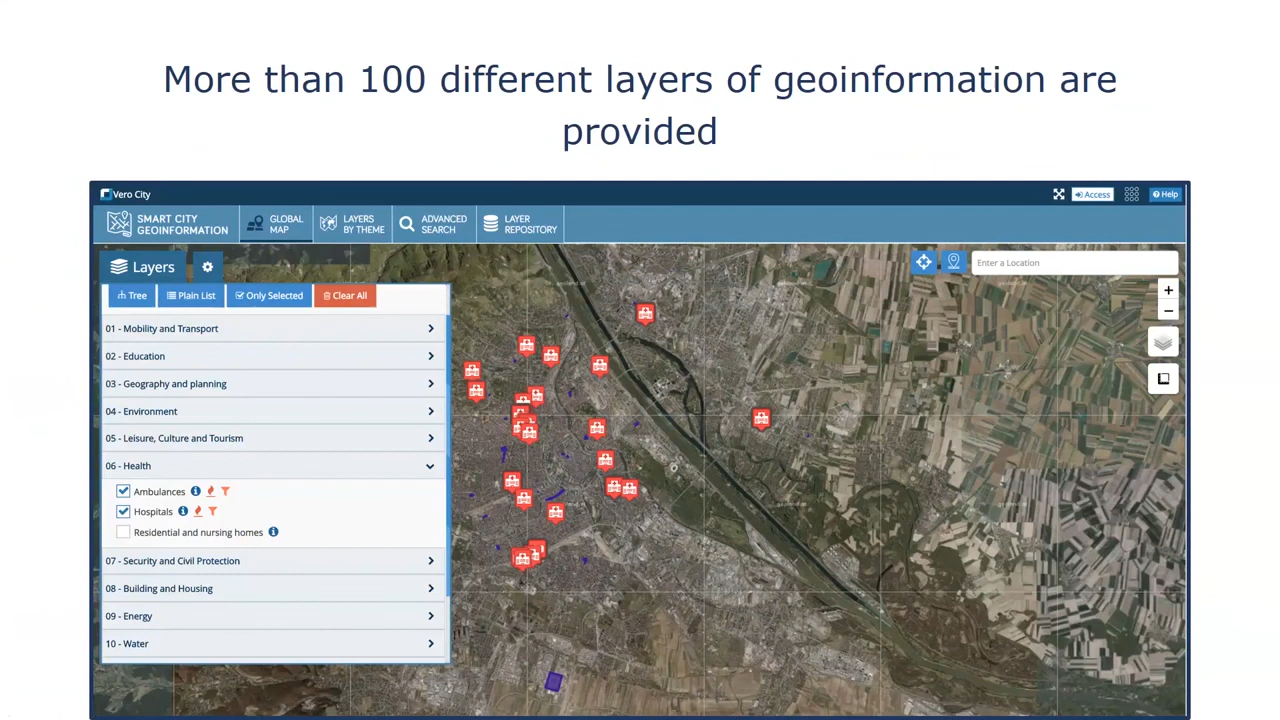 More than 100 different layers of geoinformation are
provided
Vero City
Access
Help
SMART CITY
GEOINFORMATION
GLOBAL
MAP
LAYERS
BY THEME
ADVANCED
SEARCH
LAYER
REPOSITORY
Layers
Enter a Location
Tree
Plain List
Only Selected
Clear All
+
−
01 - Mobility and Transport
02 - Education
03 - Geography and planning
04 - Environment
05 - Leisure, Culture and Tourism
06 - Health
Ambulances
Hospitals
Residential and nursing homes
07 - Security and Civil Protection
08 - Building and Housing
09 - Energy
10 - Water